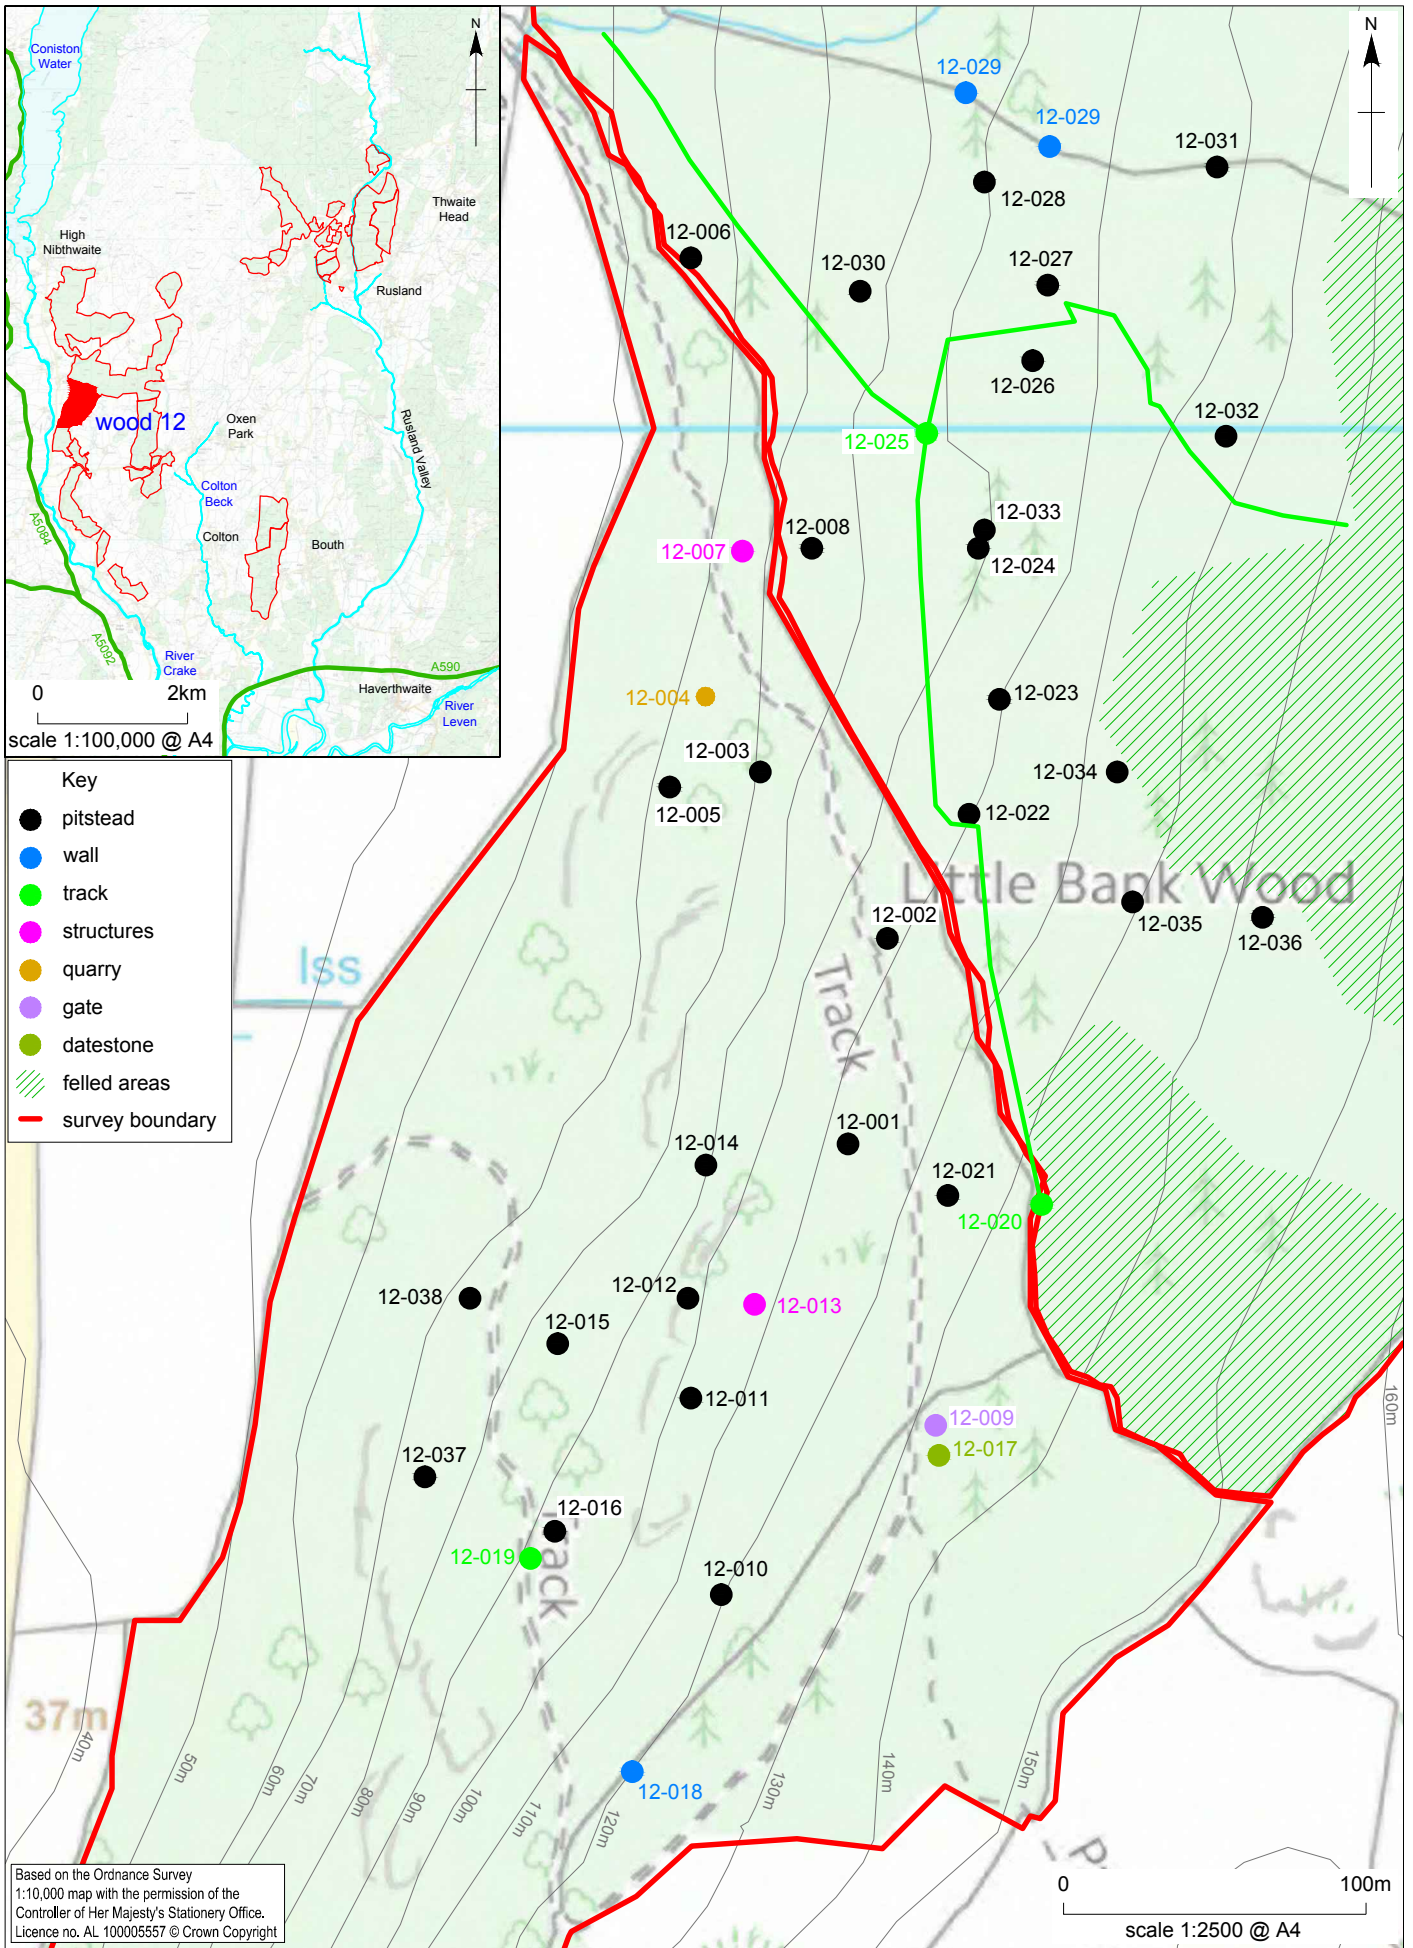 Coniston
Water
N
Thwaite
Head
High
Nibthwaite
Rusland
wood 12
Oxen
Park
Rusland Valley
Colton
Beck
A5084
Colton
Bouth
A5092
River
Crake
A590
Haverthwaite
River
Leven
0 2km
scale 1:100,000 @ A4
Key
pitstead
wall
track
structures
quarry
gate
datestone
felled areas
survey boundary
N
12-029
12-029
12-031
12-028
12-006
12-030
12-027
12-026
12-032
12-025
12-033
12-008
12-007
12-024
12-004
12-023
12-003
12-034
12-005
12-022
Little Bank Wood
12-002
12-035
12-036
Iss
Track
12-001
12-014
12-021
12-020
12-038
12-012
12-013
12-015
12-011
12-009
160m
12-037
12-017
12-016
12-019
Track
12-010
37m
40m
50m
60m
70m
80m
90m
100m
110m
120m
130m
140m
150m
12-018
Based on the Ordnance Survey
1:10,000 map with the permission of the
Controller of Her Majesty's Stationery Office.
Licence no. AL 100005557 © Crown Copyright
0 100m
scale 1:2500 @ A4